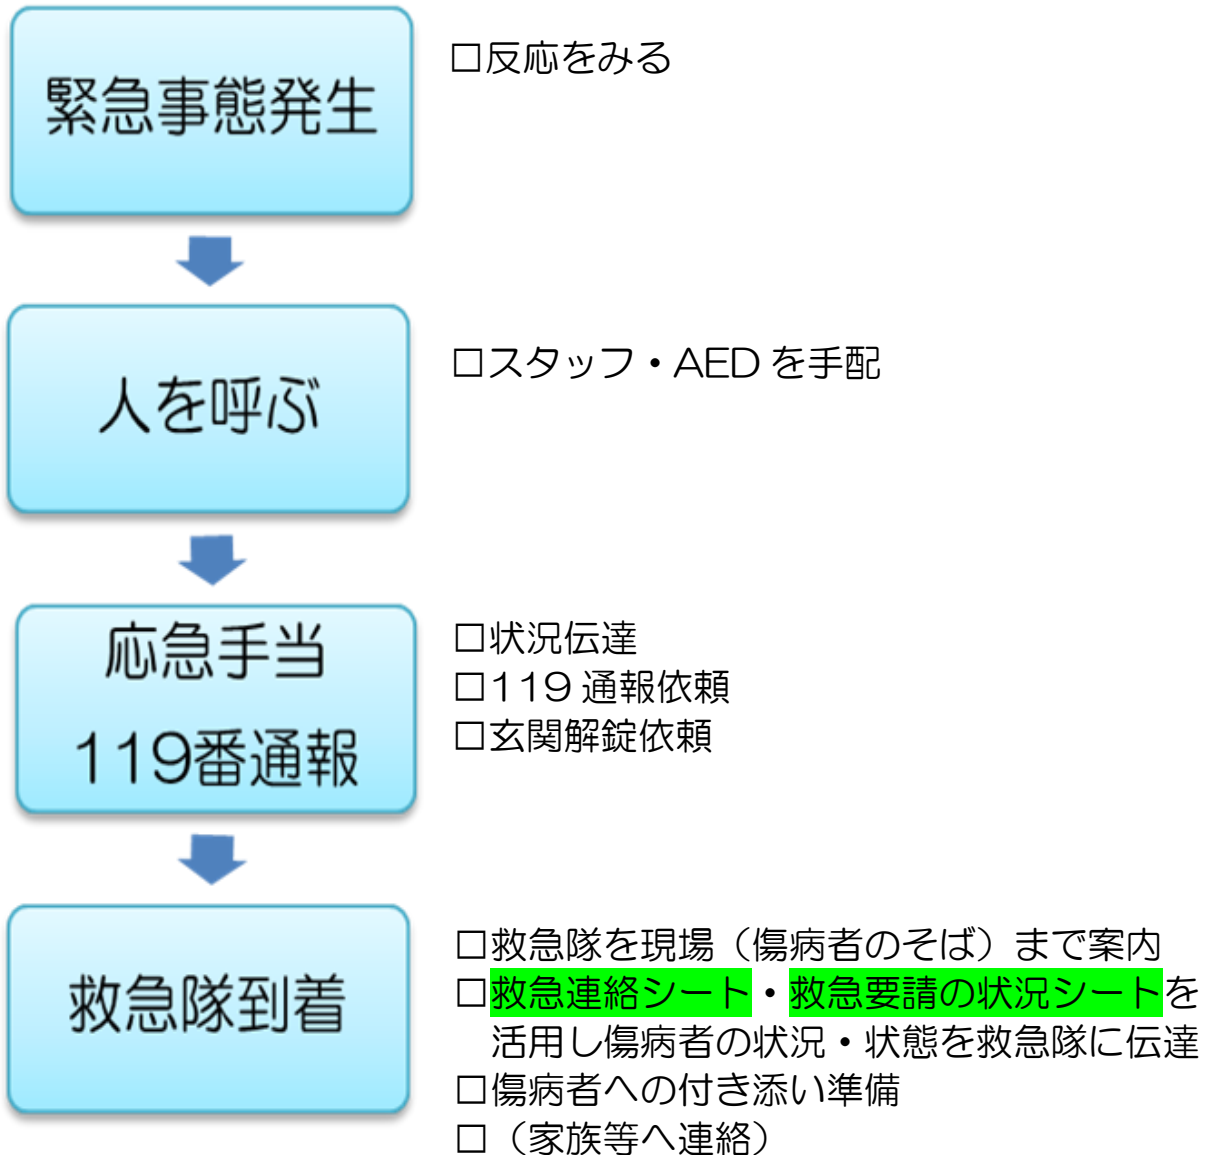 緊急事態発生
□反応をみる
人を呼ぶ
□スタッフ・AED を手配
応急手当
119番通報
□状況伝達
□119 通報依頼
□玄関解錠依頼
救急隊到着
□救急隊を現場（傷病者のそば）まで案内
□救急連絡シート・救急要請の状況シートを
活用し傷病者の状況・状態を救急隊に伝達
□傷病者への付き添い準備
□（家族等へ連絡）